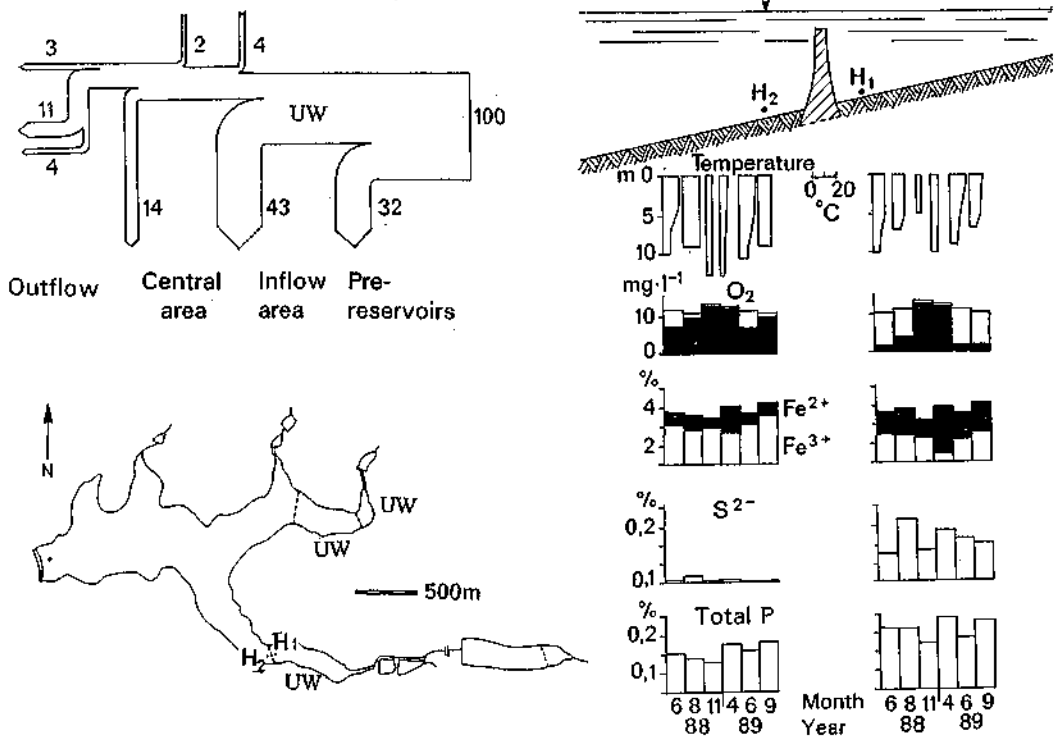 3
2
4
11
UW
100
4
14
43
32
Outflow
Central area
Inflow area
Pre-reservoirs
N
UW
UW
500m
H1
H2
UW
H2
H1
Temperature
m 0
5
10
0 20
°C
mg·l-1
O2
10
0
%
4
2
Fe2+
Fe3+
%
0,2
0,1
S2-
%
0,2
0,1
Total P
6 8 11 4 6 9
88 89
Month
Year
6 8 11 4 6 9
88 89